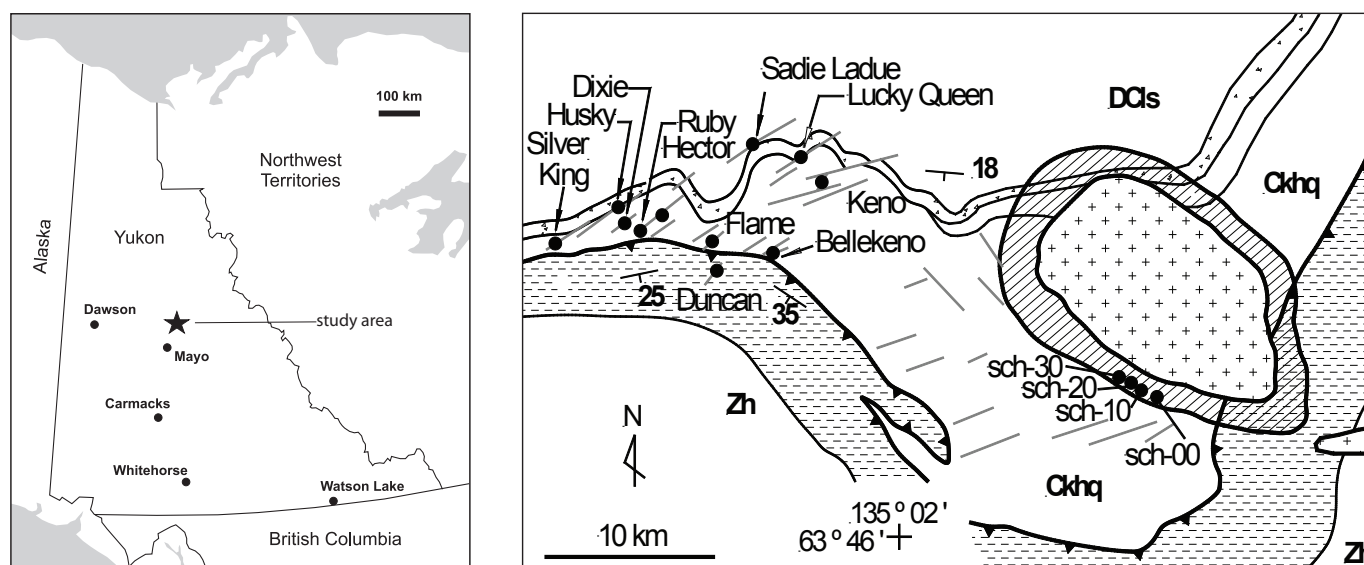 100 km
Northwest
Territories
Alaska
Yukon
Dawson
study area
Mayo
Carmacks
Whitehorse
Watson Lake
British Columbia
Sadie Ladue
Dixie
Lucky Queen
DCls
Husky
Ruby
Silver
Hector
King
18
Ckhq
Keno
Flame
Bellekeno
25
Duncan
35
sch-30
sch-20
sch-10
Zh
N
sch-00
Ckhq
135 º 02 '
10 km
63 º 46 '
Zh